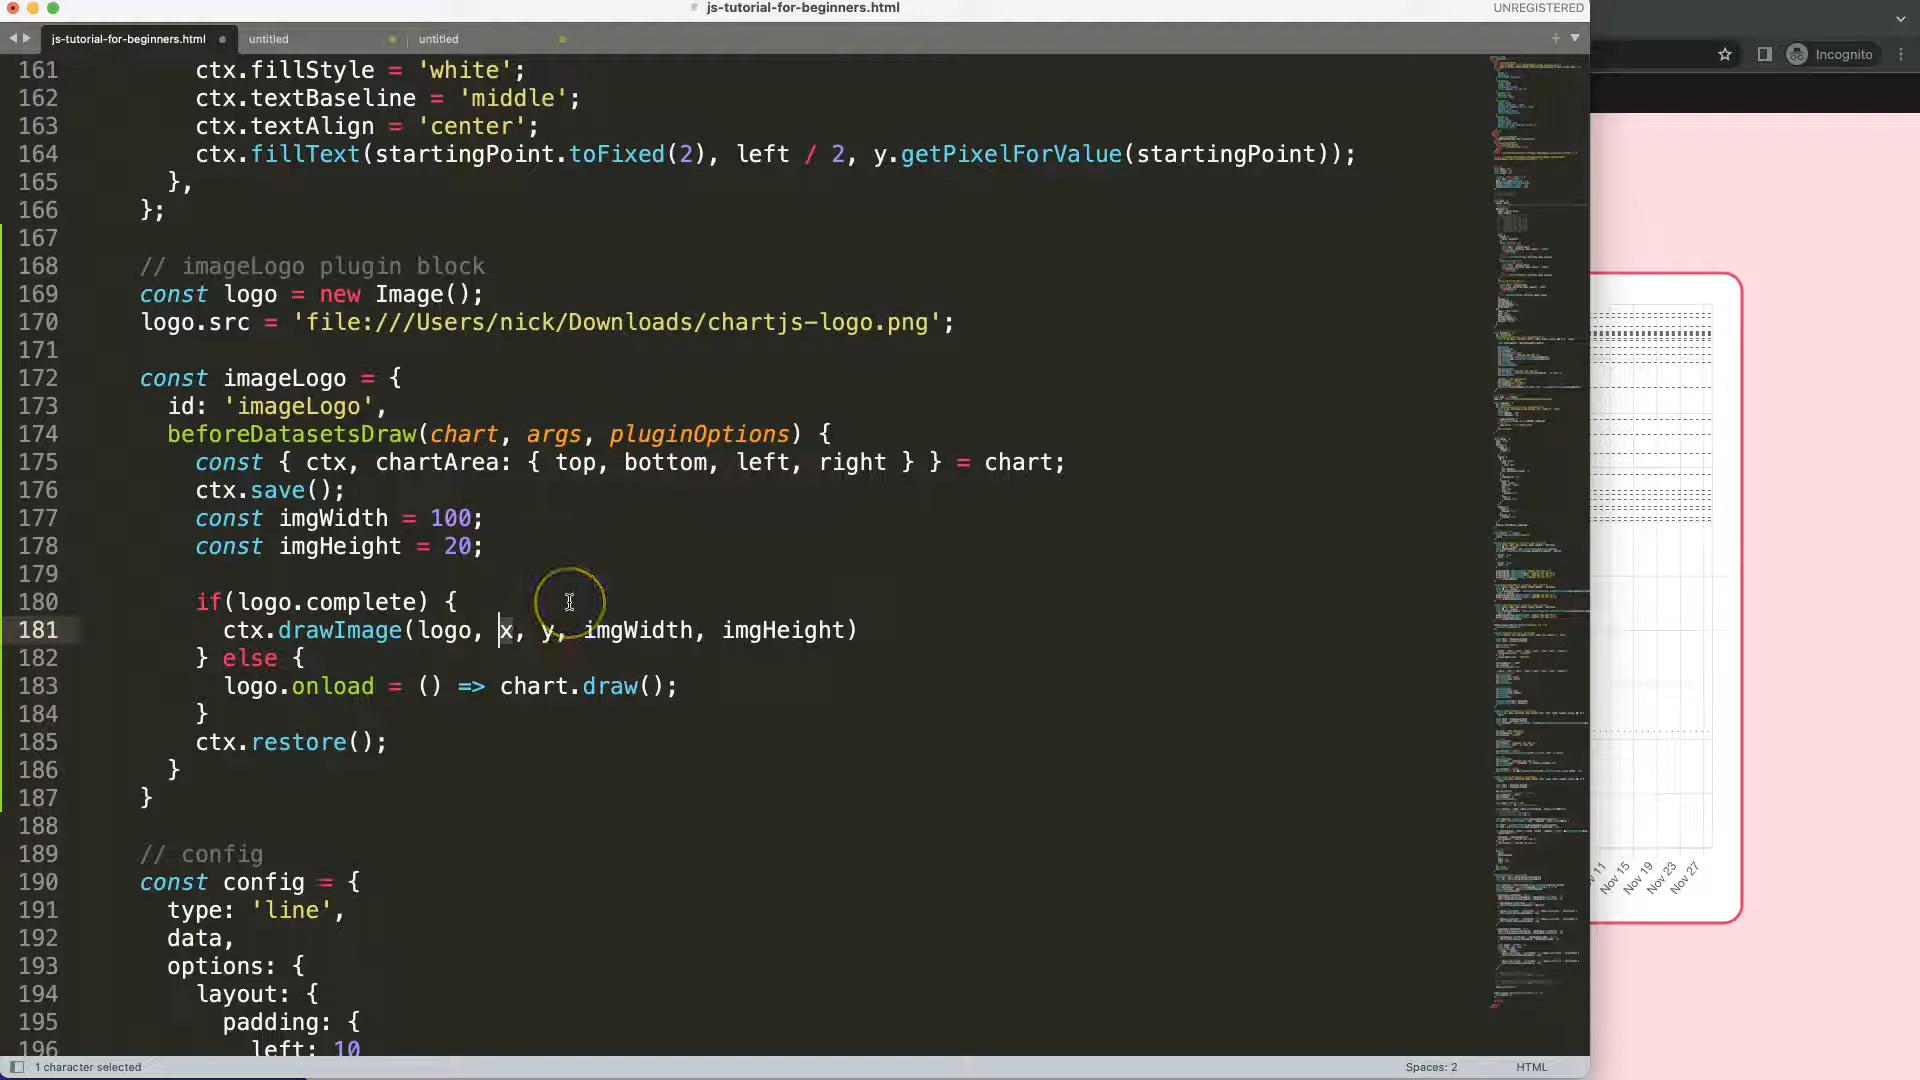 js-tutorial-for-beginners.html
UNREGISTERED
js-tutorial-for-beginners.html
untitled
untitled
Incognito
161 ctx.fillStyle = 'white';
162 ctx.textBaseline = 'middle';
163 ctx.textAlign = 'center';
164 ctx.fillText(startingPoint.toFixed(2), left / 2, y.getPixelForValue(startingPoint));
165 },
166 };
167
168 // imageLogo plugin block
169 const logo = new Image();
170 logo.src = 'file:///Users/nick/Downloads/chartjs-logo.png';
171
172 const imageLogo = {
173 id: 'imageLogo',
174 beforeDatasetsDraw(chart, args, pluginOptions) {
175 const { ctx, chartArea: { top, bottom, left, right } } = chart;
176 ctx.save();
177 const imgWidth = 100;
178 const imgHeight = 20;
179
180 if(logo.complete) {
181 ctx.drawImage(logo, x, y, imgWidth, imgHeight)
182 } else {
183 logo.onload = () => chart.draw();
184 }
185 ctx.restore();
186 }
187 }
188
189 // config
190 const config = {
191 type: 'line',
192 data,
193 options: {
194 layout: {
195 padding: {
196 left: 10
11
Nov 15
Nov 19
Nov 23
Nov 27
1 character selected
Spaces: 2
HTML